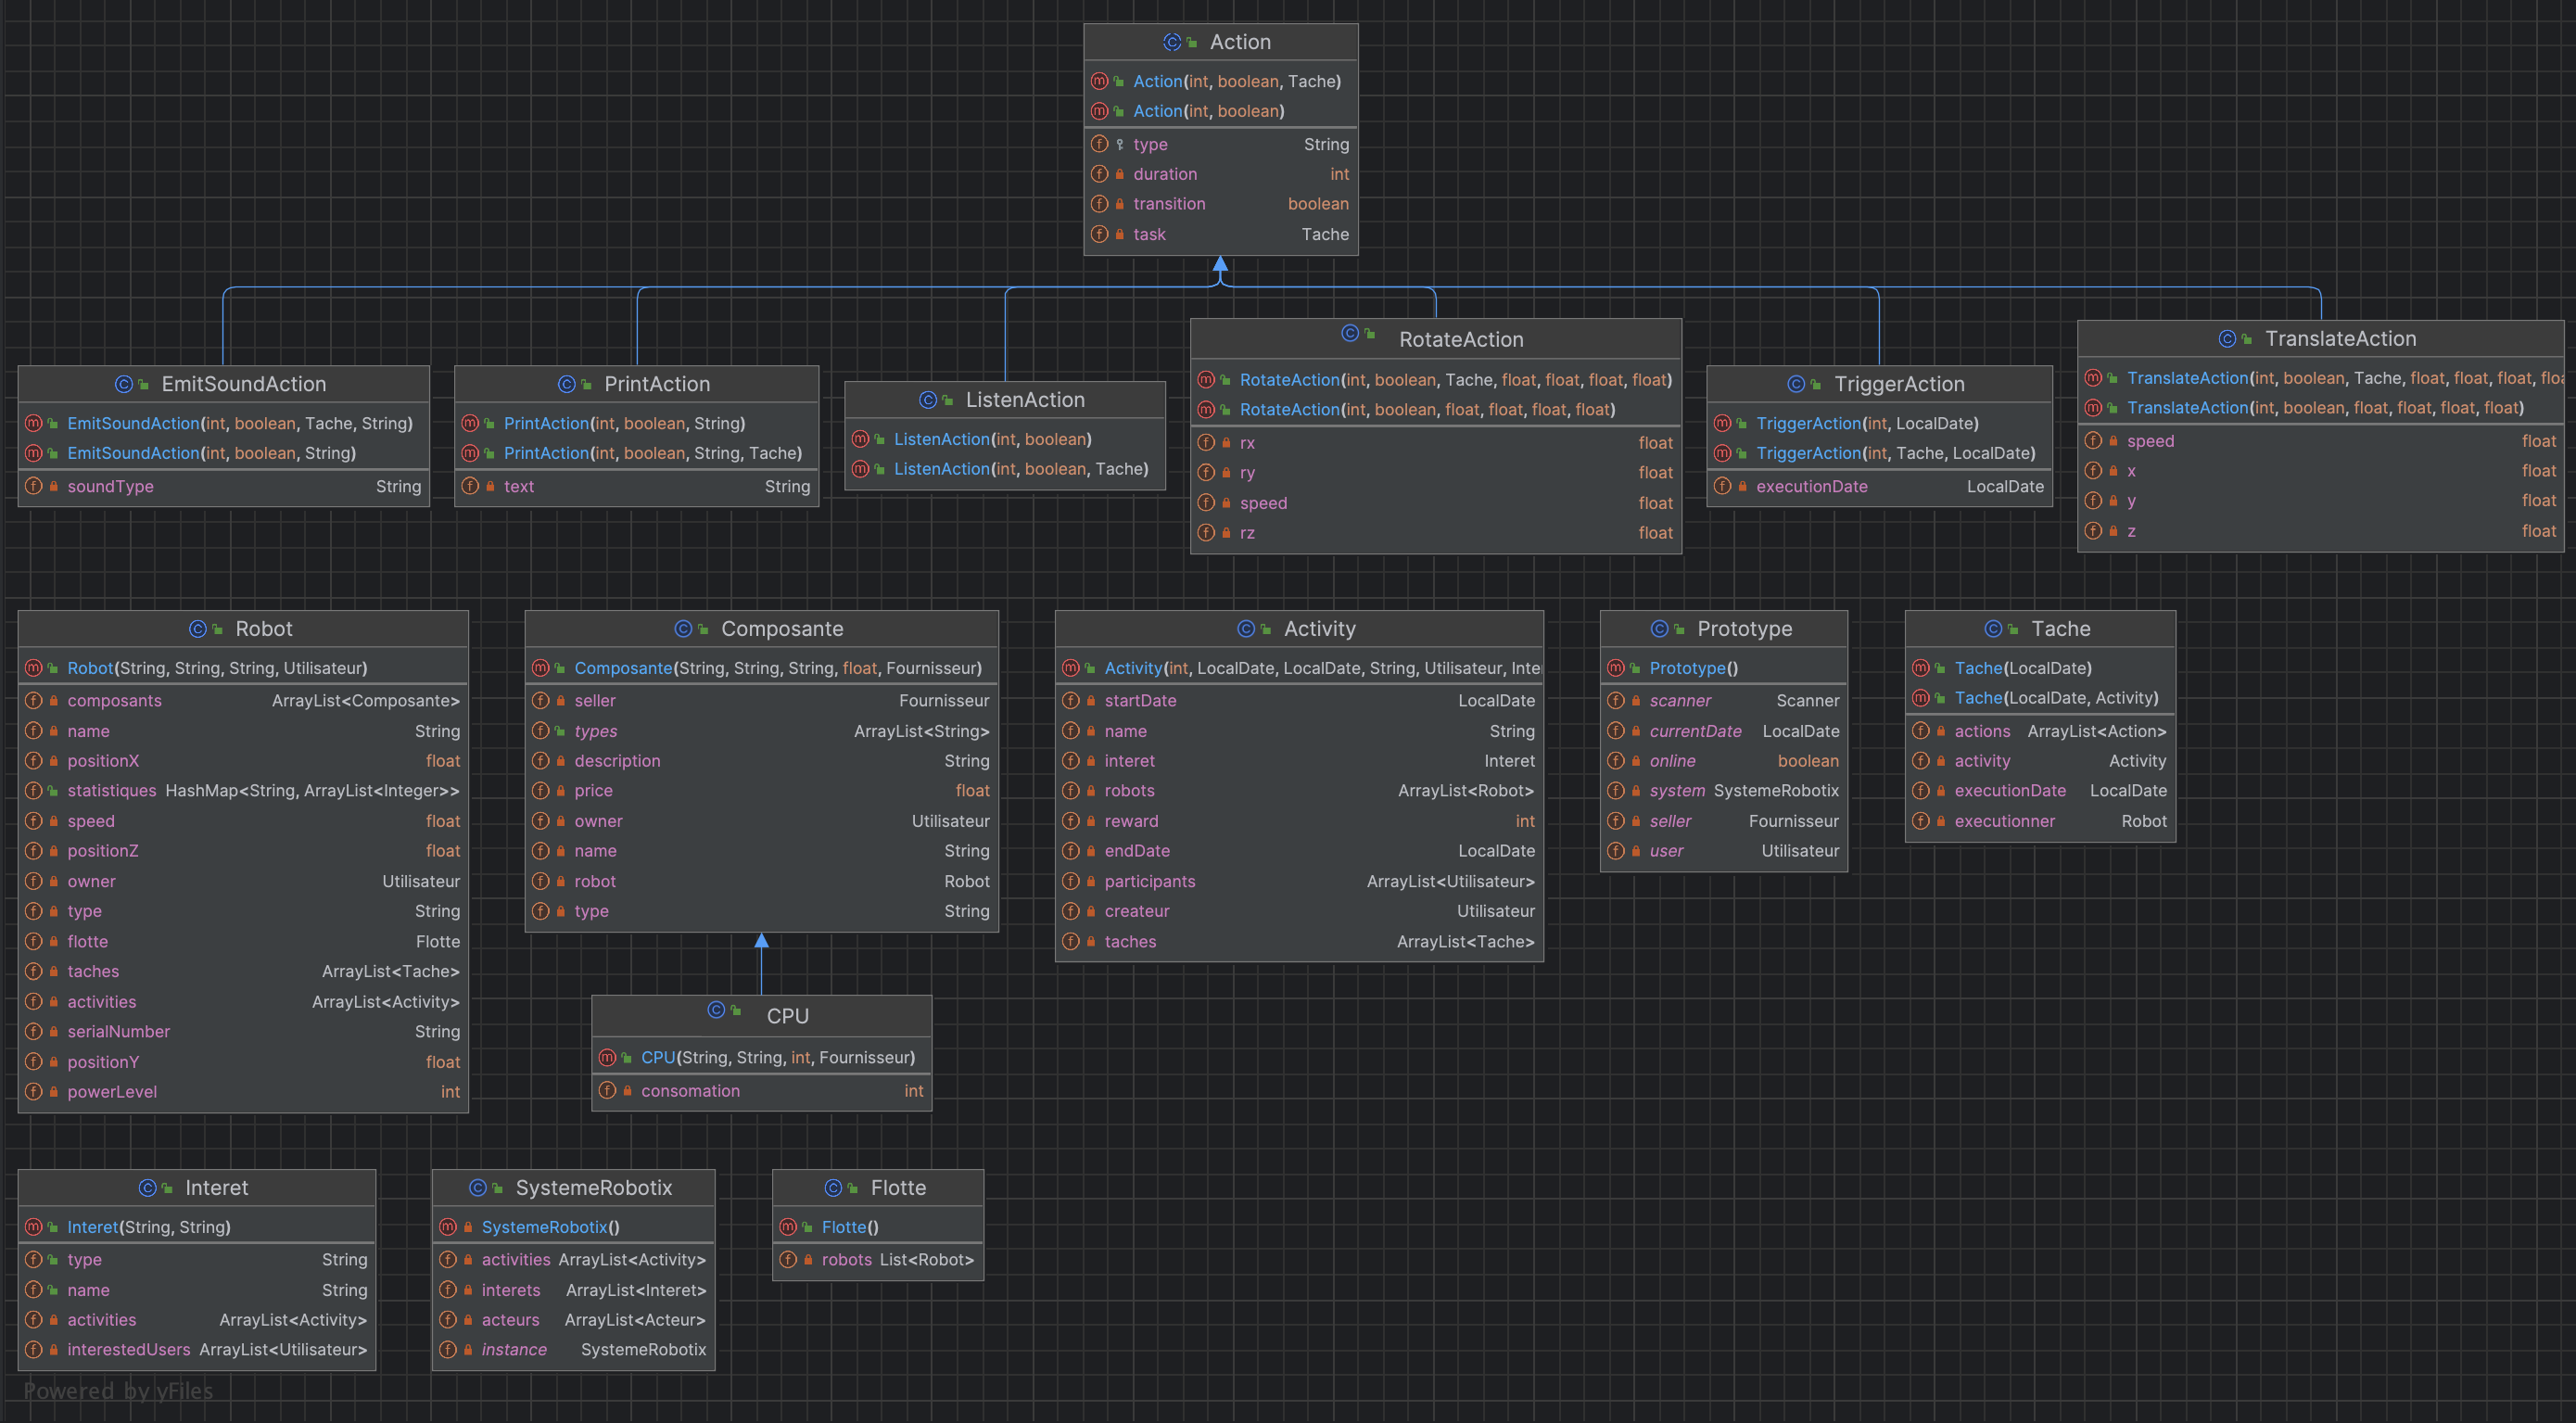 Action
Action(int, boolean, Tache)
Action(int, boolean)
type String
duration int
transition boolean
task Tache
EmitSoundAction
EmitSoundAction(int, boolean, Tache, String)
EmitSoundAction(int, boolean, String)
soundType String
PrintAction
PrintAction(int, boolean, String)
PrintAction(int, boolean, String, Tache)
text String
ListenAction
ListenAction(int, boolean)
ListenAction(int, boolean, Tache)
RotateAction
RotateAction(int, boolean, Tache, float, float, float, float)
RotateAction(int, boolean, float, float, float, float)
rx float
ry float
speed float
rz float
TriggerAction
TriggerAction(int, LocalDate)
TriggerAction(int, Tache, LocalDate)
executionDate LocalDate
TranslateAction
TranslateAction(int, boolean, Tache, float, float, float, floa
TranslateAction(int, boolean, float, float, float, float)
speed float
x float
y float
z float
Robot
Robot(String, String, String, Utilisateur)
composants ArrayList<Composante>
name String
positionX float
statistiques HashMap<String, ArrayList<Integer>>
speed float
positionZ float
owner Utilisateur
type String
flotte Flotte
taches ArrayList<Tache>
activities ArrayList<Activity>
serialNumber String
positionY float
powerLevel int
Composante
Composante(String, String, String, float, Fournisseur)
seller Fournisseur
types ArrayList<String>
description String
price float
owner Utilisateur
name String
robot Robot
type String
CPU
CPU(String, String, int, Fournisseur)
consomation int
Activity
Activity(int, LocalDate, LocalDate, String, Utilisateur, Inte
startDate LocalDate
name String
interet Interet
robots ArrayList<Robot>
reward int
endDate LocalDate
participants ArrayList<Utilisateur>
createur Utilisateur
taches ArrayList<Tache>
Prototype
Prototype()
scanner Scanner
currentDate LocalDate
online boolean
system SystemeRobotix
seller Fournisseur
user Utilisateur
Tache
Tache(LocalDate)
Tache(LocalDate, Activity)
actions ArrayList<Action>
activity Activity
executionDate LocalDate
executionner Robot
Interet
Interet(String, String)
type String
name String
activities ArrayList<Activity>
interestedUsers ArrayList<Utilisateur>
SystemeRobotix
SystemeRobotix()
activities ArrayList<Activity>
interets ArrayList<Interet>
acteurs ArrayList<Acteur>
instance SystemeRobotix
Flotte
Flotte()
robots List<Robot>
Powered by yFiles